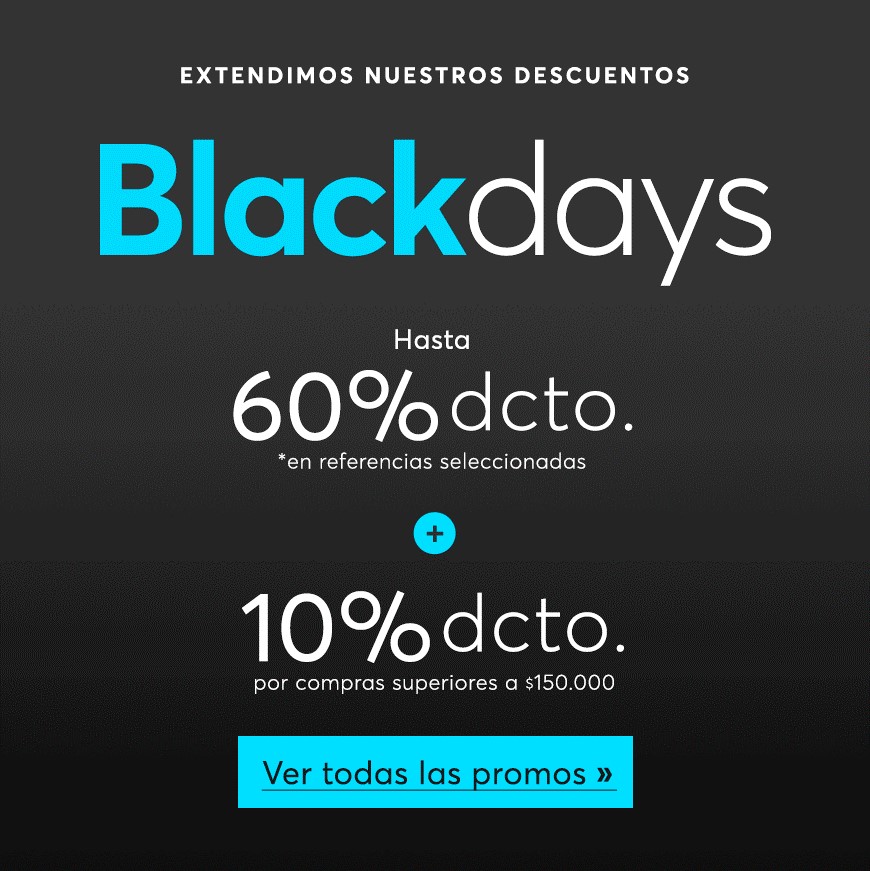 EXTENDIMOS NUESTROS DESCUENTOS
Blackdays
Hasta
60% dcto.
*en referencias seleccionadas
+
10% dcto.
por compras superiores a $150.000
Ver todas las promos »